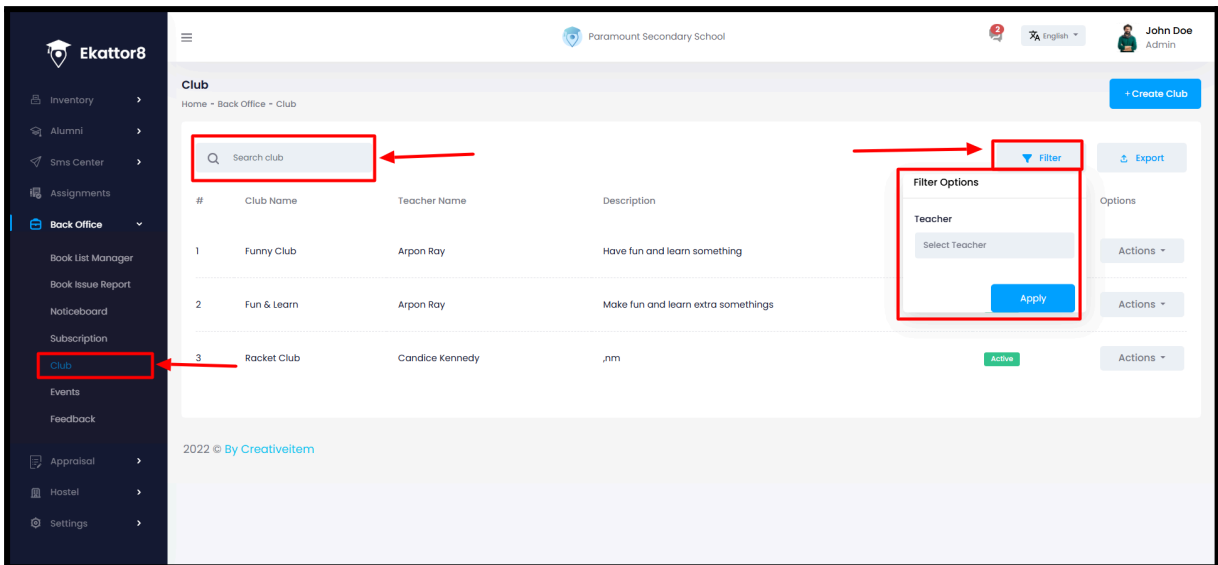 Ekattor8
Inventory
Alumni
Sms Center
Assignments
Back Office
Book List Manager
Book Issue Report
Noticeboard
Subscription
Club
Events
Feedback
Appraisal
Hostel
Settings
Paramount Secondary School
2
English
John Doe
Admin
Club
Home - Back Office - Club
+Create Club
Search club
Filter
Export
Filter Options
Teacher
Select Teacher
Apply
# Club Name Teacher Name Description Options
1 Funny Club Arpon Ray Have fun and learn something Actions
2 Fun & Learn Arpon Ray Make fun and learn extra somethings Actions
3 Racket Club Candice Kennedy ,nm Active Actions
2022 © By Creativeitem